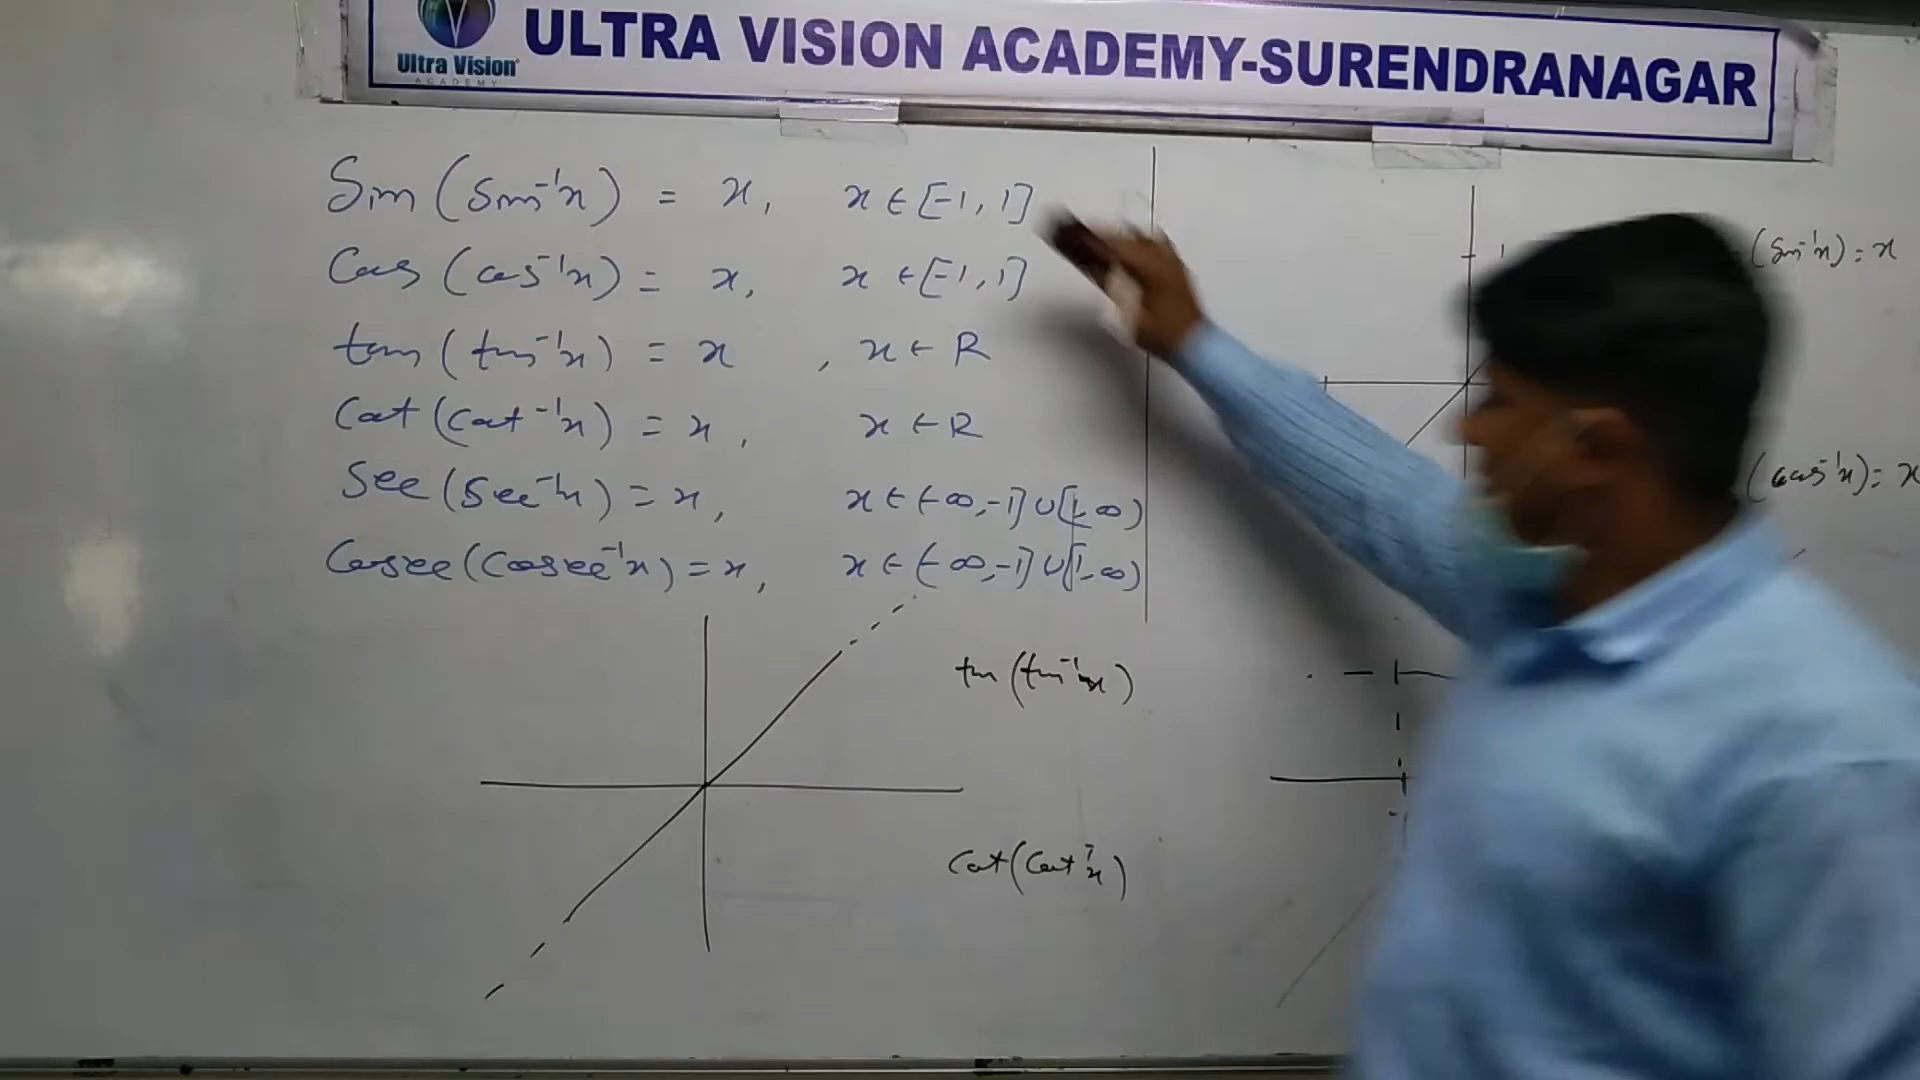 Ultra Vision
ACADEMY
ULTRA VISION ACADEMY-SURENDRANAGAR
Sin (Sin⁻¹x) = x, x ∈ [-1, 1]
Cos (cos⁻¹x) = x, x ∈ [-1, 1]
tan (tan⁻¹x) = x , x ∈ R
Cot (Cot⁻¹x) = x , x ∈ R
Sec (Sec⁻¹x) = x, x ∈ (-∞,-1] ∪ [1,∞)
Cosec (Cosec⁻¹x) = x, x ∈ (-∞,-1] ∪ [1,∞)
tan (tan⁻¹x)
Cot (Cot⁻¹x)
1
(Sin⁻¹x) = x
(cos⁻¹x) = x